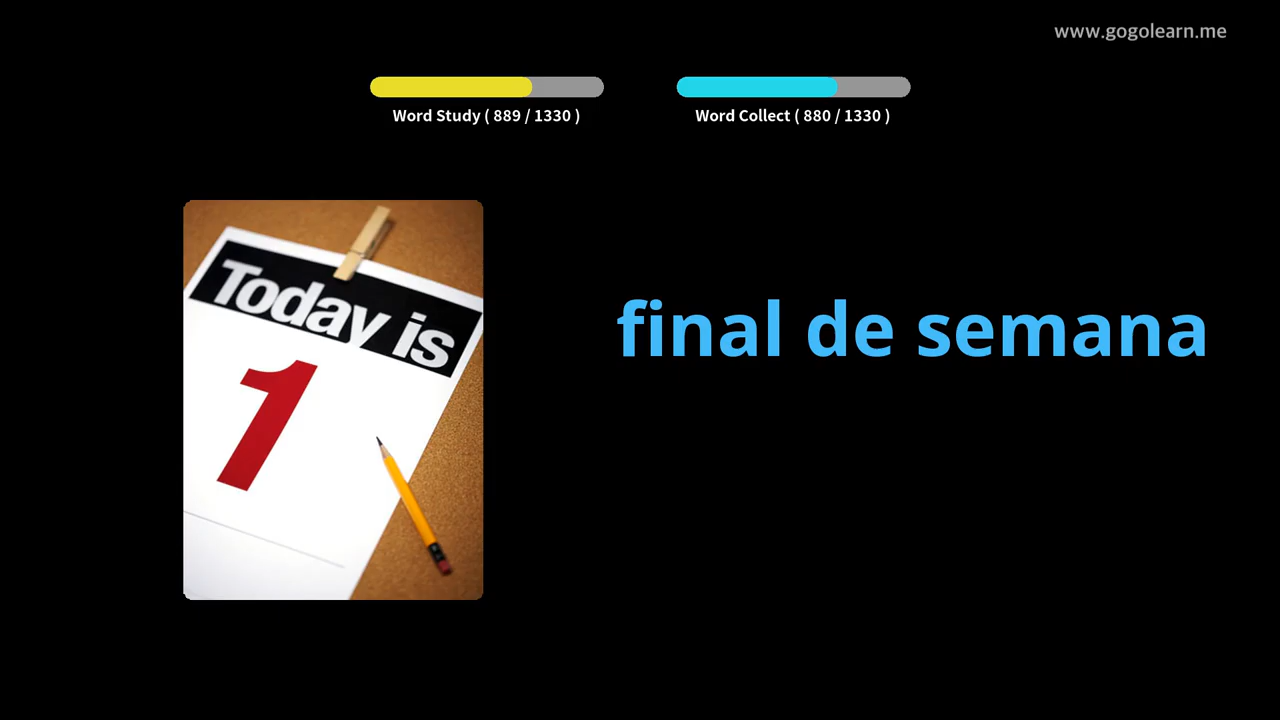 www.gogolearn.me
Word Study ( 889 / 1330 )
Word Collect ( 880 / 1330 )
Today is
1
final de semana